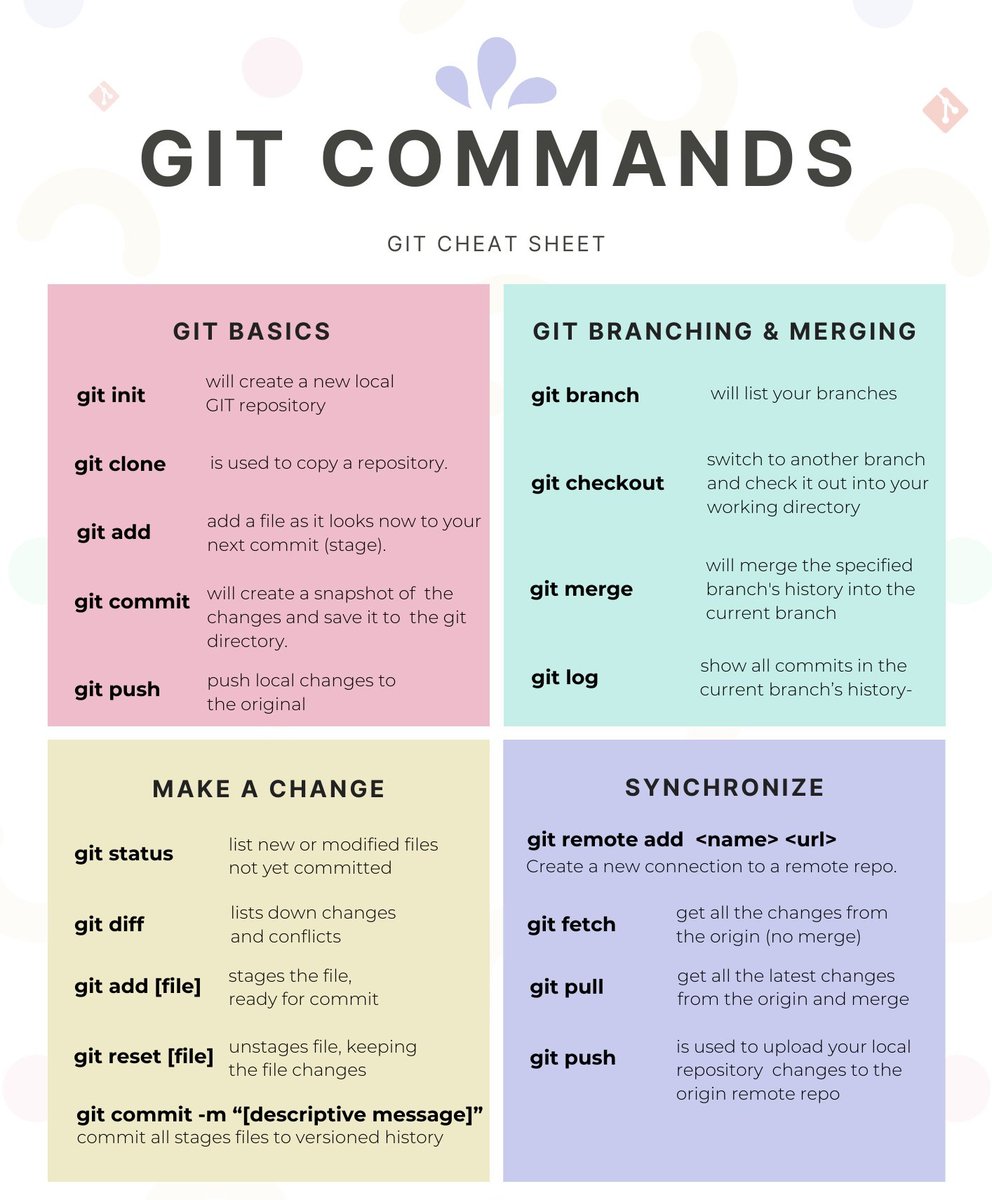 GIT COMMANDS
GIT CHEAT SHEET
GIT BASICS
git init
will create a new local
GIT repository
git clone
is used to copy a repository.
git add
add a file as it looks now to your
next commit (stage).
git commit
will create a snapshot of  the
changes and save it to  the git
directory.
git push
push local changes to
the original
GIT BRANCHING & MERGING
git branch
will list your branches
git checkout
switch to another branch
and check it out into your
working directory
git merge
will merge the specified
branch's history into the
current branch
git log
show all commits in the
current branch’s history-
MAKE A CHANGE
git status
list new or modified files
not yet committed
git diff
lists down changes
and conflicts
git add [file]
stages the file,
ready for commit
git reset [file]
unstages file, keeping
the file changes
git commit -m “[descriptive message]”
commit all stages files to versioned history
SYNCHRONIZE
git remote add  <name> <url>
Create a new connection to a remote repo.
git fetch
get all the changes from
the origin (no merge)
git pull
get all the latest changes
from the origin and merge
git push
is used to upload your local
repository  changes to the
origin remote repo